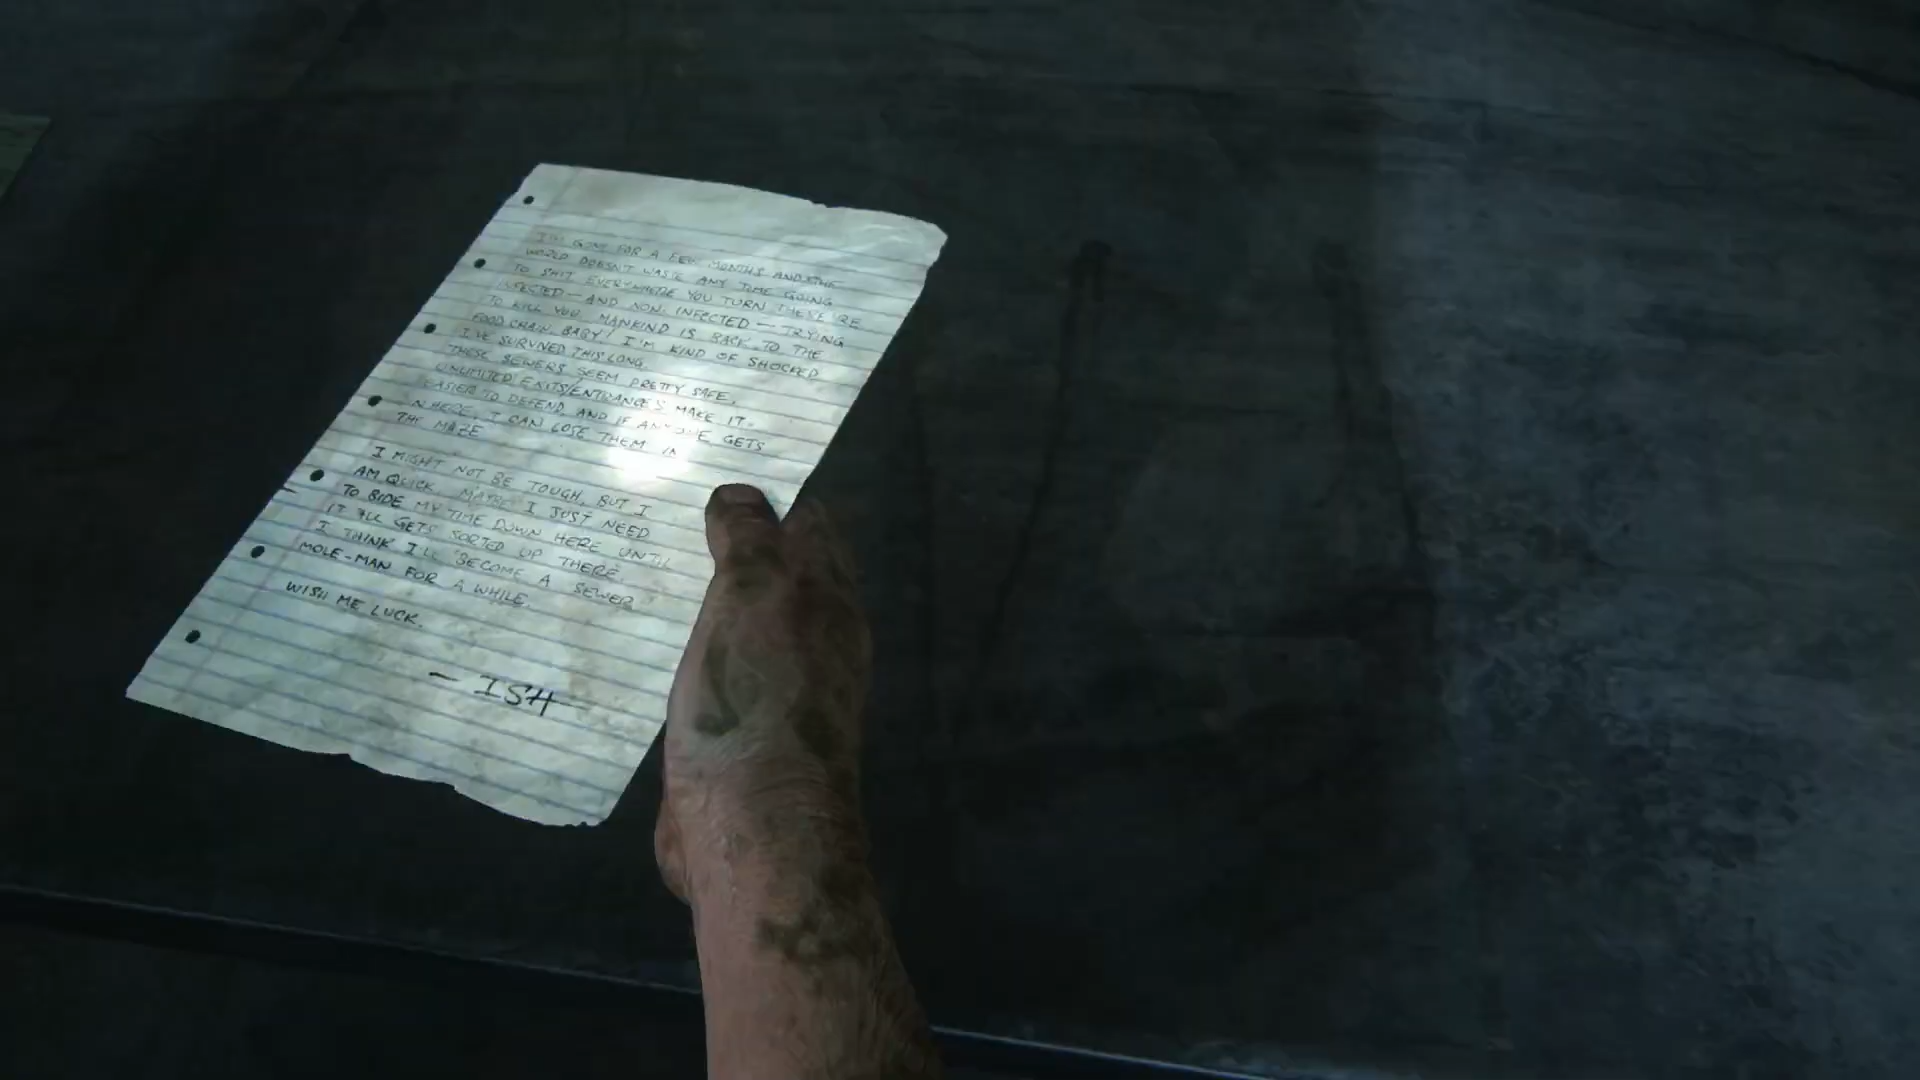 I'M GONE FOR A FEW MONTHS AND THE
WORLD DOESN'T WASTE ANY TIME GOING
TO SHIT. EVERYWHERE YOU TURN THERE'RE
INFECTED — AND NON-INFECTED — TRYING
TO KILL YOU. MANKIND IS BACK TO THE
FOOD CHAIN, BABY! I'M KIND OF SHOCKED
I'VE SURVIVED THIS LONG.
THESE SEWERS SEEM PRETTY SAFE.
UNLIMITED EXITS/ENTRANCES MAKE IT
EASIER TO DEFEND, AND IF ANYONE GETS
IN HERE, I CAN LOSE THEM IN
THE MAZE
I MIGHT NOT BE TOUGH, BUT I
AM QUICK. MAYBE I JUST NEED
TO BIDE MY TIME DOWN HERE UNTIL
IT ALL GETS SORTED UP THERE.
I THINK I'LL BECOME A SEWER
MOLE-MAN FOR A WHILE.
WISH ME LUCK.
— ISH